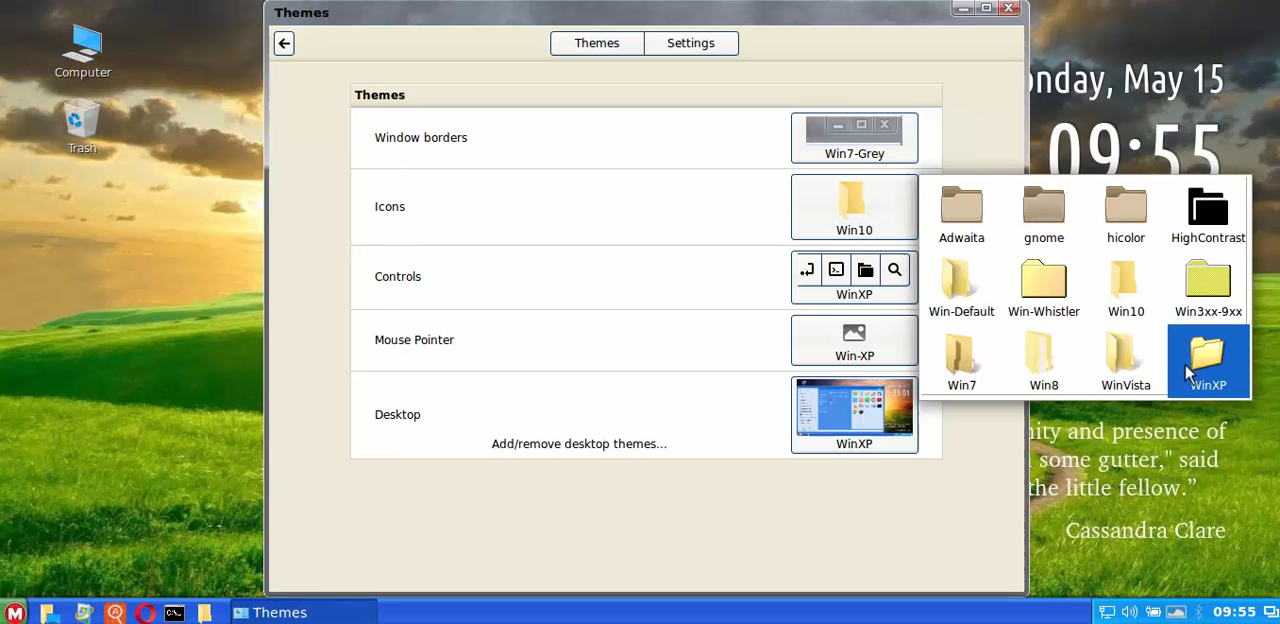 Themes
Computer
Trash
Themes Settings
onday, May 15
09:55
Themes
Window borders
Win7-Grey
Icons
Win10
Controls
WinXP
Mouse Pointer
Win-XP
Desktop
Add/remove desktop themes...
WinXP
Adwaita gnome hicolor HighContrast
Win-Default Win-Whistler Win10 Win3xx-9xx
Win7 Win8 WinVista WinXP
nity and presence of
some gutter," said
the little fellow.”
Cassandra Clare
Themes
09:55